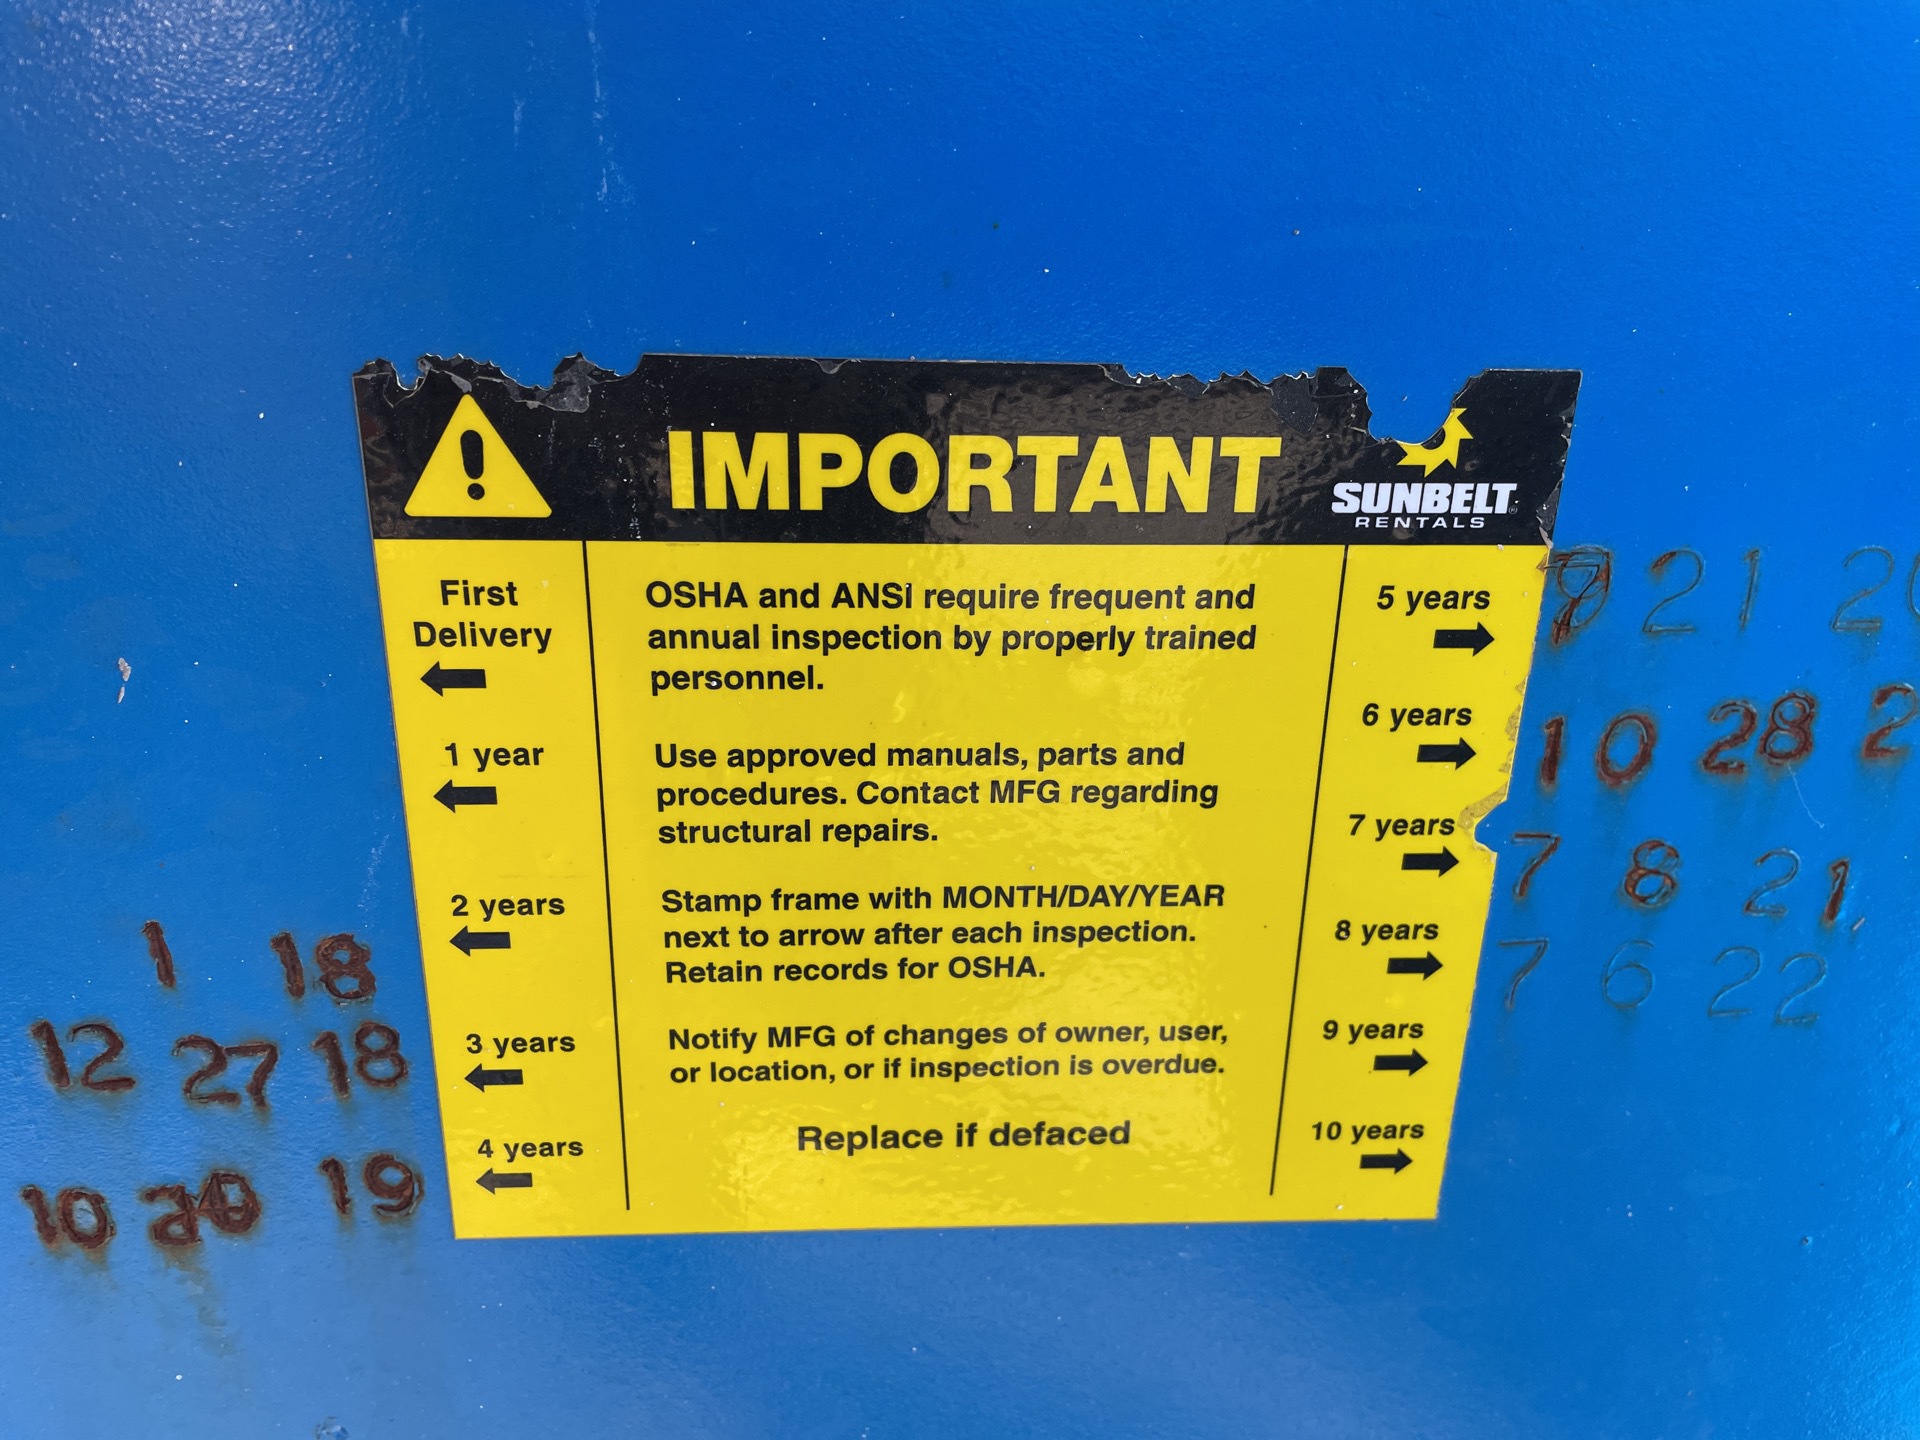 IMPORTANT
SUNBELT®
RENTALS
First
Delivery
1 year
2 years
3 years
4 years
OSHA and ANSI require frequent and
annual inspection by properly trained
personnel.
Use approved manuals, parts and
procedures. Contact MFG regarding
structural repairs.
Stamp frame with MONTH/DAY/YEAR
next to arrow after each inspection.
Retain records for OSHA.
Notify MFG of changes of owner, user,
or location, or if inspection is overdue.
Replace if defaced
5 years
6 years
7 years
8 years
9 years
10 years
1 18
12 27 18
10 19
21
10 28
7 8 21
7 6 22